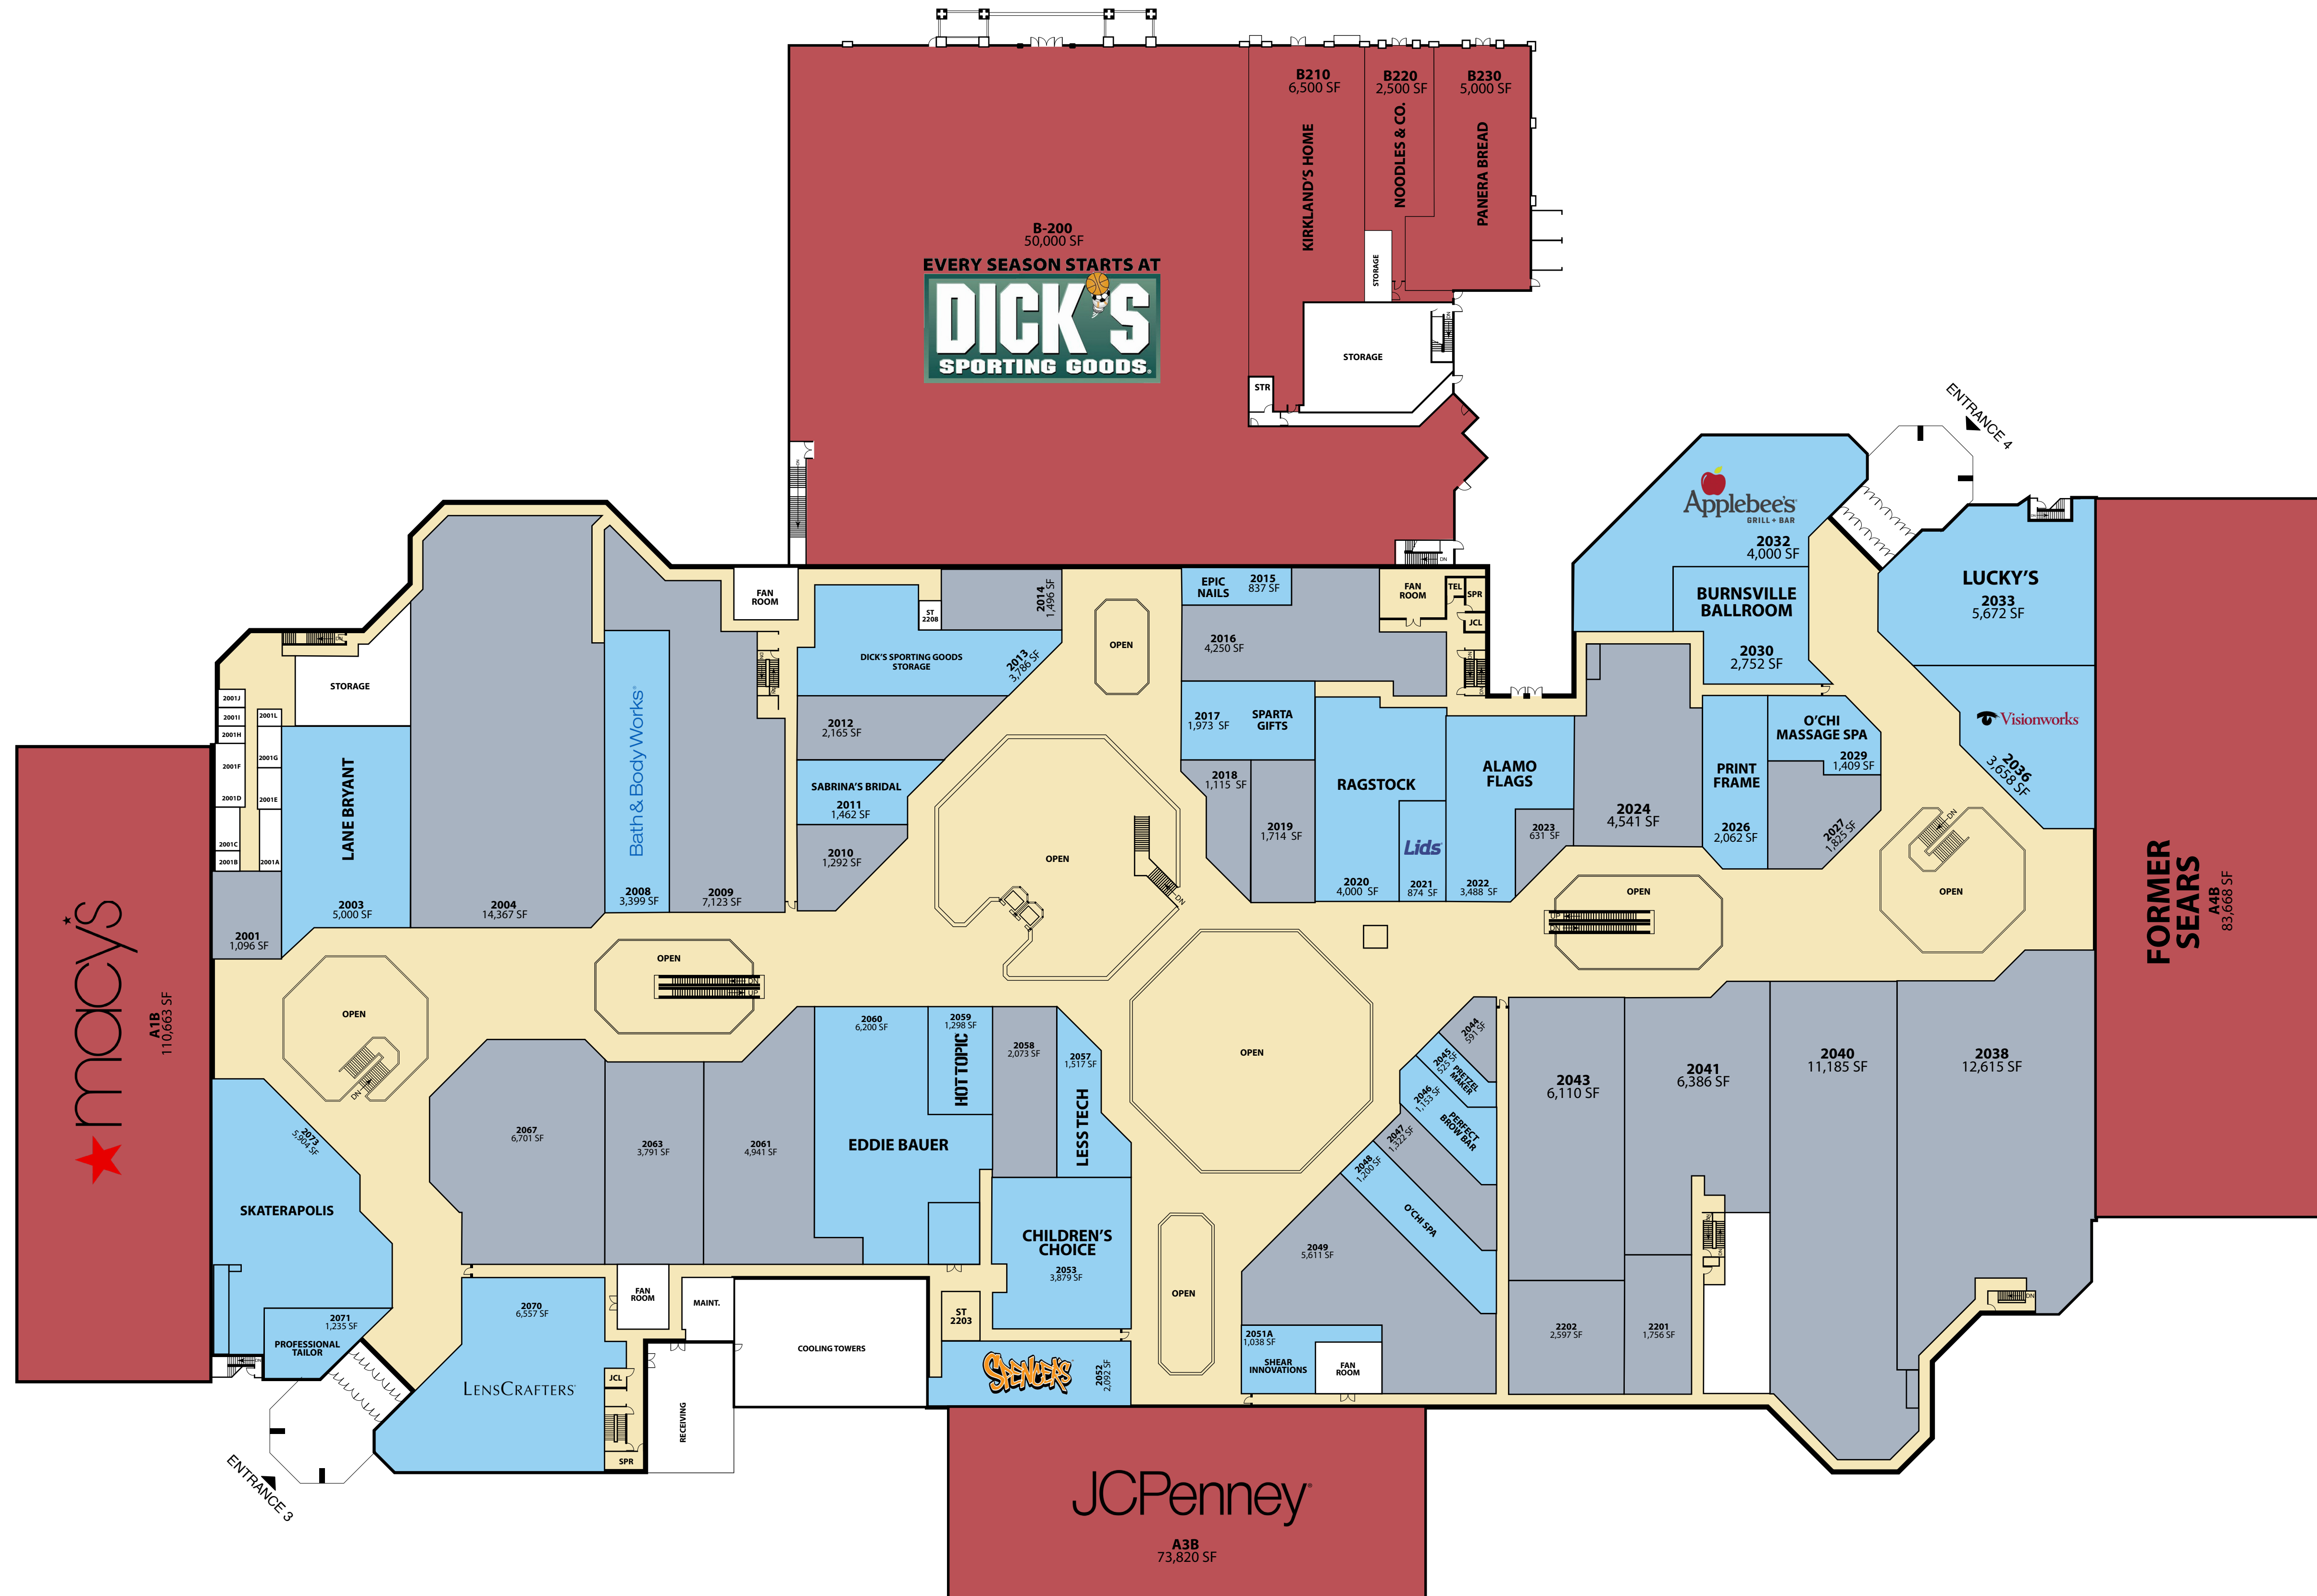 B210
6,500 SF
KIRKLAND'S HOME
B220
2,500 SF
NOODLES & CO.
B230
5,000 SF
PANERA BREAD
B-200
50,000 SF
EVERY SEASON STARTS AT
DICK'S
SPORTING GOODS
STORAGE
STORAGE
STR
DN
DN
DN
ENTRANCE 4
Applebee's
GRILL + BAR
2032
4,000 SF
BURNSVILLE
BALLROOM
2030
2,752 SF
LUCKY'S
2033
5,672 SF
Visionworks
2036
3,658 SF
O'CHI
MASSAGE SPA
2029
1,409 SF
2027
1,825 SF
PRINT
FRAME
2026
2,062 SF
2024
4,541 SF
ALAMO
FLAGS
2022
3,488 SF
2023
631 SF
Lids
2021
874 SF
RAGSTOCK
2020
4,000 SF
2019
1,714 SF
2018
1,115 SF
2017
1,973 SF
SPARTA
GIFTS
2016
4,250 SF
EPIC
NAILS
2015
837 SF
FAN
ROOM
TEL
SPR
JCL
OPEN
2014
1,496 SF
ST
2208
2013
3,786 SF
DICK'S SPORTING GOODS
STORAGE
2012
2,165 SF
SABRINA'S BRIDAL
2011
1,462 SF
2010
1,292 SF
FAN
ROOM
2009
7,123 SF
Bath & Body Works
2008
3,399 SF
2004
14,367 SF
LANE BRYANT
2003
5,000 SF
STORAGE
DN
2001J
2001I
2001H
2001F
2001D
2001C
2001B
2001L
2001G
2001E
2001A
2001
1,096 SF
macy's
A1B
110,663 SF
OPEN
DN
OPEN
DN
UP
OPEN
DN
OPEN
OPEN
UP
DN
OPEN
DN
FORMER
SEARS
A4B
83,668 SF
2073
5,904 SF
SKATERAPOLIS
2071
1,235 SF
PROFESSIONAL
TAILOR
DN
ENTRANCE 3
2067
6,701 SF
2063
3,791 SF
2061
4,941 SF
2060
6,200 SF
EDDIE BAUER
2059
1,298 SF
HOT TOPIC
2058
2,073 SF
2057
1,517 SF
LESS TECH
CHILDREN'S
CHOICE
2053
3,879 SF
2070
6,557 SF
LENSCRAFTERS
FAN
ROOM
JCL
SPR
MAINT.
RECEIVING
COOLING TOWERS
ST
2203
SPENCER'S
2052
2,092 SF
OPEN
2044
591 SF
2045
525 SF
PRETZEL
MAKER
2046
1,153 SF
PERFECT
BROW BAR
2047
1,322 SF
2048
1,200 SF
O'CHI SPA
2049
5,611 SF
2051A
1,038 SF
SHEAR
INNOVATIONS
FAN
ROOM
2043
6,110 SF
2041
6,386 SF
2040
11,185 SF
2038
12,615 SF
2202
2,597 SF
2201
1,756 SF
DN
JCPenney
A3B
73,820 SF